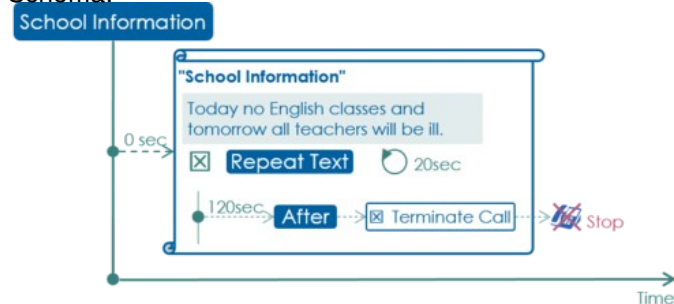 School Information
"School Information"
Today no English classes and
tomorrow all teachers will be ill.
0 sec
Repeat Text
20sec
120sec
After
Terminate Call
Stop
Time